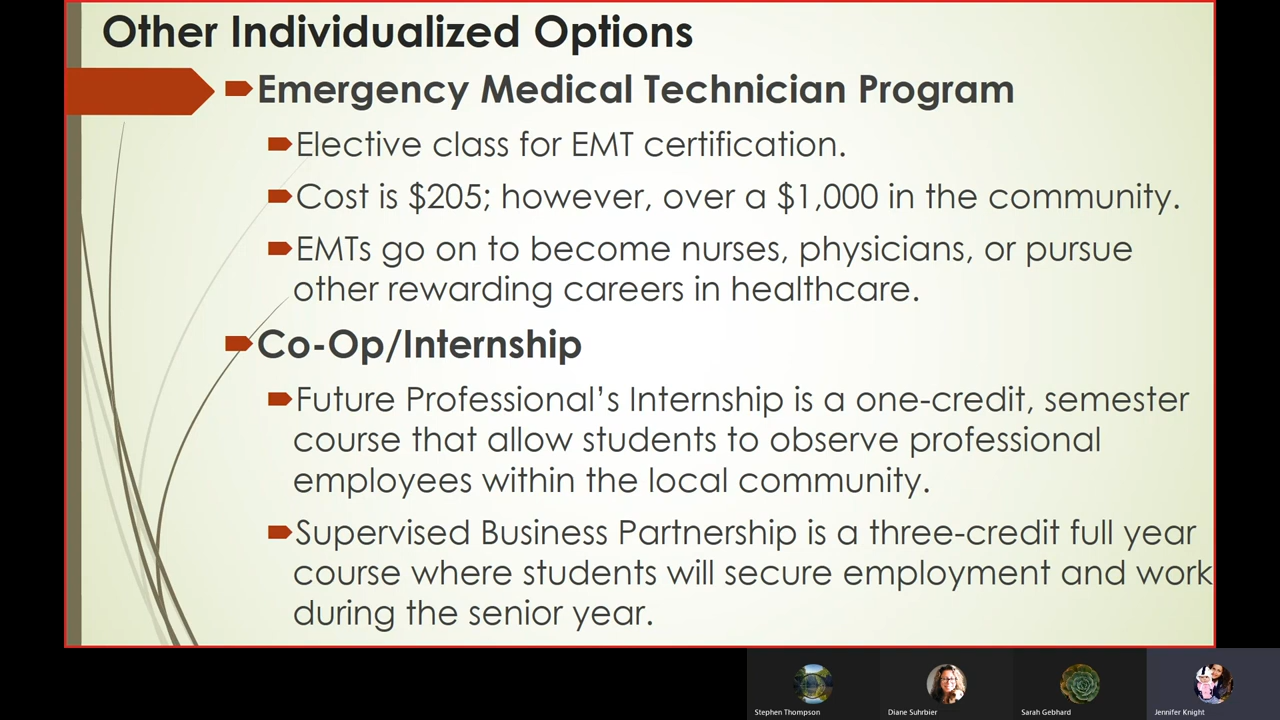 Other Individualized Options
Emergency Medical Technician Program
Elective class for EMT certification.
Cost is $205; however, over a $1,000 in the community.
EMTs go on to become nurses, physicians, or pursue
other rewarding careers in healthcare.
Co-Op/Internship
Future Professional’s Internship is a one-credit, semester
course that allow students to observe professional
employees within the local community.
Supervised Business Partnership is a three-credit full year
course where students will secure employment and work
during the senior year.
Stephen Thompson
Diane Suhrbier
Sarah Gebhard
Jennifer Knight